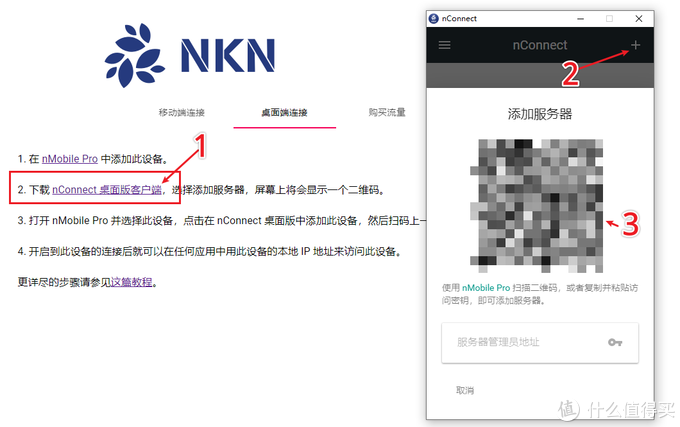 NKN
移动端连接
桌面端连接
购买流量
1
1. 在 nMobile Pro 中添加此设备。
2. 下载 nConnect 桌面版客户端，选择添加服务器，屏幕上将会显示一个二维码。
3. 打开 nMobile Pro 并选择此设备，点击在 nConnect 桌面版中添加此设备，然后扫码上一
4. 开启到此设备的连接后就可以在任何应用中用此设备的本地 IP 地址来访问此设备。
更详尽的步骤请参见这篇教程。
nConnect
nConnect
2
添加服务器
3
使用 nMobile Pro 扫描二维码，或者复制并粘贴访
问密钥，即可添加服务器。
服务器管理员地址
取消
值 什么值得买